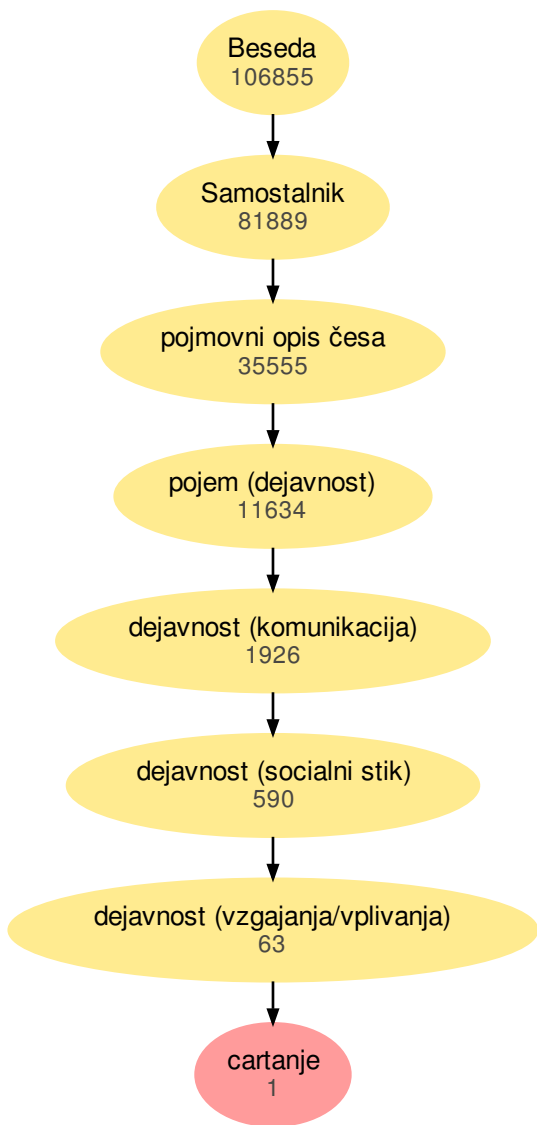 Beseda
106855
Samostalnik
81889
pojmovni opis česa
35555
pojem (dejavnost)
11634
dejavnost (komunikacija)
1926
dejavnost (socialni stik)
590
dejavnost (vzgajanja/vplivanja)
63
cartanje
1